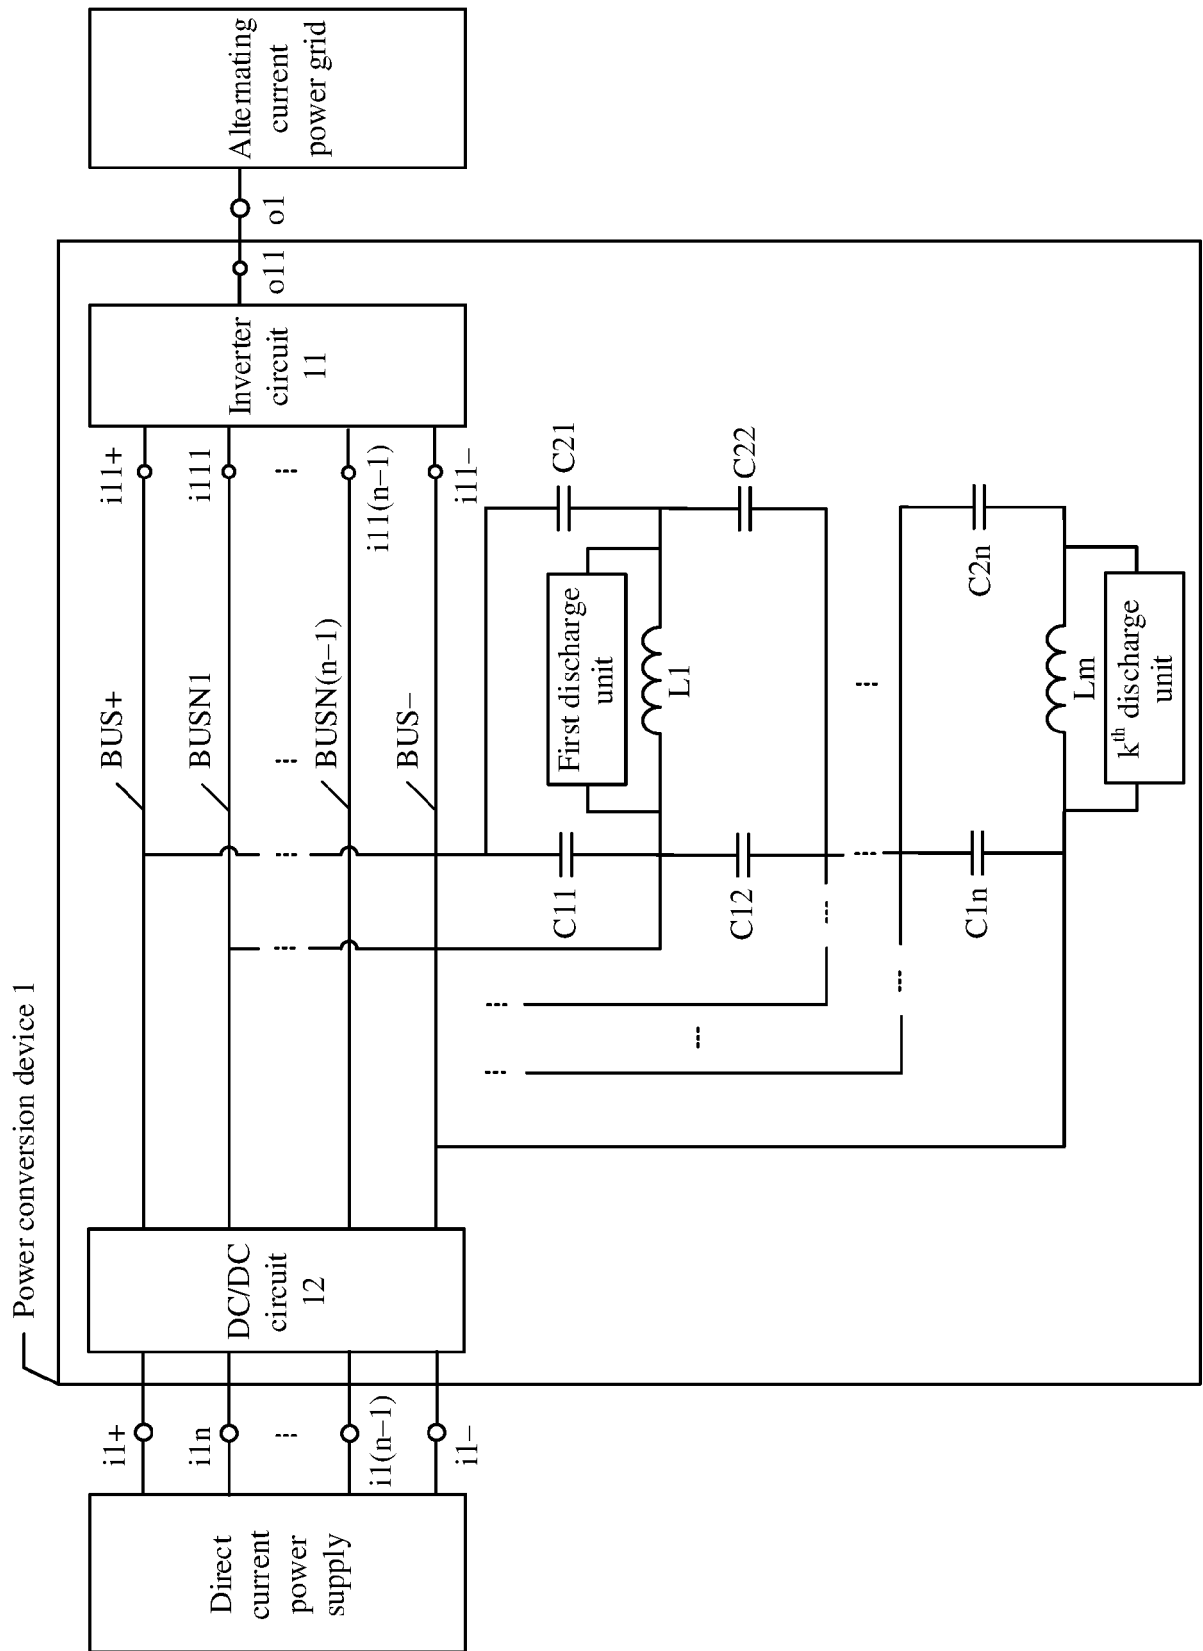 Power conversion device 1
Direct
current
power
supply
i1+
i1n
...
i1(n−1)
i1−
DC/DC
circuit
12
BUS+
BUSN1
...
BUSN(n−1)
BUS−
i11+
i111
...
i11(n−1)
i11−
Inverter
circuit
11
o11
o1
Alternating
current
power grid
...
...
...
...
...
...
C11
First discharge
unit
L1
C21
C12
C22
...
...
...
...
C1n
C2n
Lm
kth discharge
unit